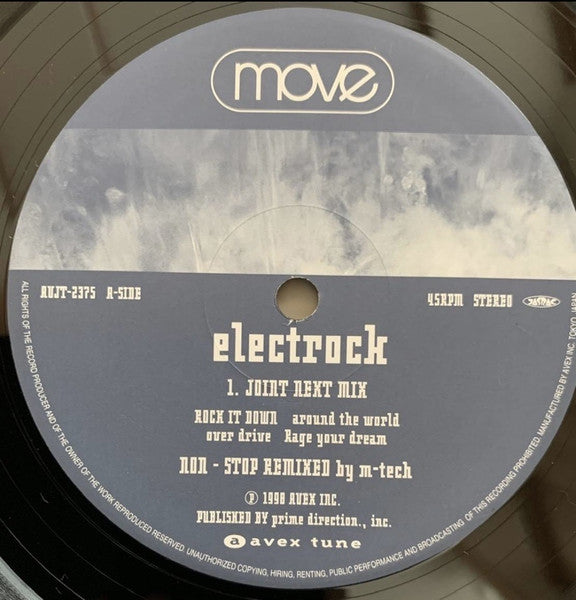 move
AVJT-2375 A-SIDE
45RPM STEREO JASRAC
electrock
1. JOINT NEXT MIX
ROCK IT DOWN around the world
over drive Rage your dream
NON - STOP REMIXED by m-tech
Ⓟ 1998 AVEX INC.
PUBLISHED BY prime direction., inc.
a avex tune
ALL RIGHTS OF THE RECORD PRODUCER AND OF THE OWNER OF THE WORK REPRODUCED RESERVED. UNAUTHORIZED COPYING, HIRING, RENTING, PUBLIC PERFORMANCE AND BROADCASTING OF THIS RECORDING PROHIBITED. MANUFACTURED BY AVEX INC. TOKYO, JAPAN